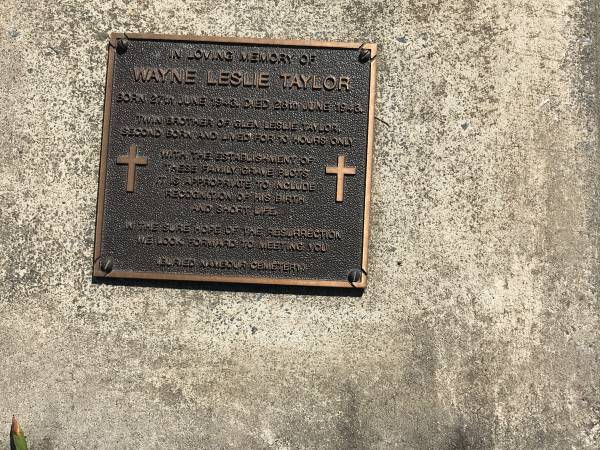 IN LOVING MEMORY OF
WAYNE LESLIE TAYLOR
BORN 27TH JUNE 1943. DIED 28TH JUNE 1943.
TWIN BROTHER OF GLEN LESLIE TAYLOR.
SECOND BORN AND LIVED FOR 10 HOURS ONLY
WITH THE ESTABLISHMENT OF
THESE FAMILY GRAVE PLOTS
IT IS APPROPRIATE TO INCLUDE
RECOGNITION OF HIS BIRTH
AND SHORT LIFE.
IN THE SURE HOPE OF THE RESURRECTION
WE LOOK FORWARD TO MEETING YOU
(BURIED NAMBOUR CEMETERY)